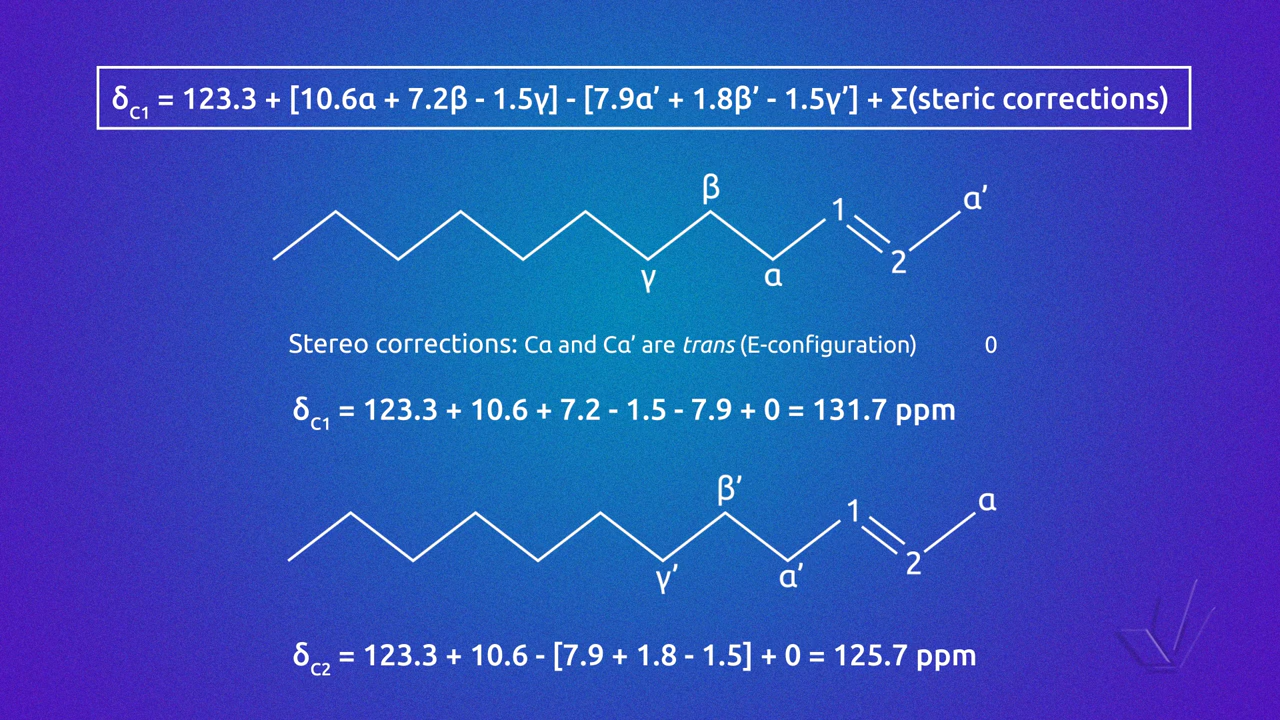 δC1 = 123.3 + [10.6α + 7.2β - 1.5γ] - [7.9α’ + 1.8β’ - 1.5γ’] + Σ(steric corrections)
β 1 α’
γ α 2
Stereo corrections: Cα and Cα’ are trans (E-configuration) 0
δC1 = 123.3 + 10.6 + 7.2 - 1.5 - 7.9 + 0 = 131.7 ppm
β’ 1 α
γ’ α’ 2
δC2 = 123.3 + 10.6 - [7.9 + 1.8 - 1.5] + 0 = 125.7 ppm